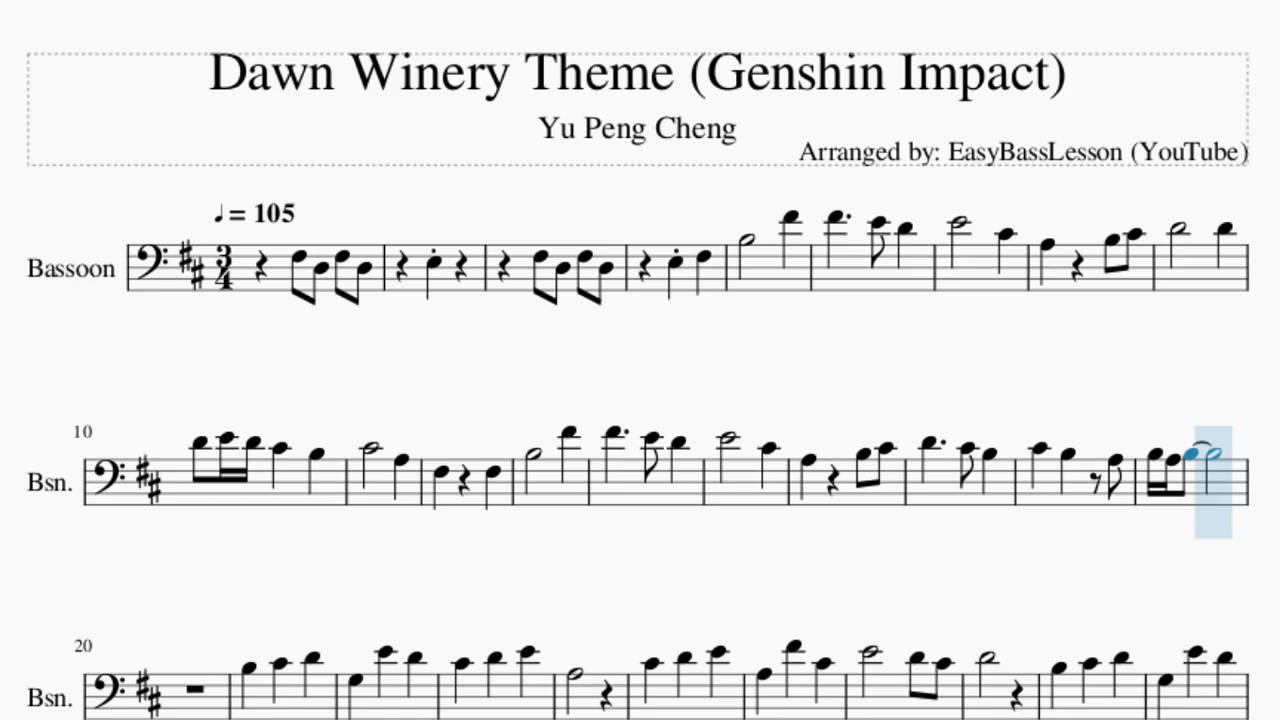 Dawn Winery Theme (Genshin Impact)
Yu Peng Cheng
Arranged by: EasyBassLesson (YouTube)
♩ = 105
Bassoon
3
4
10
Bsn.
20
Bsn.